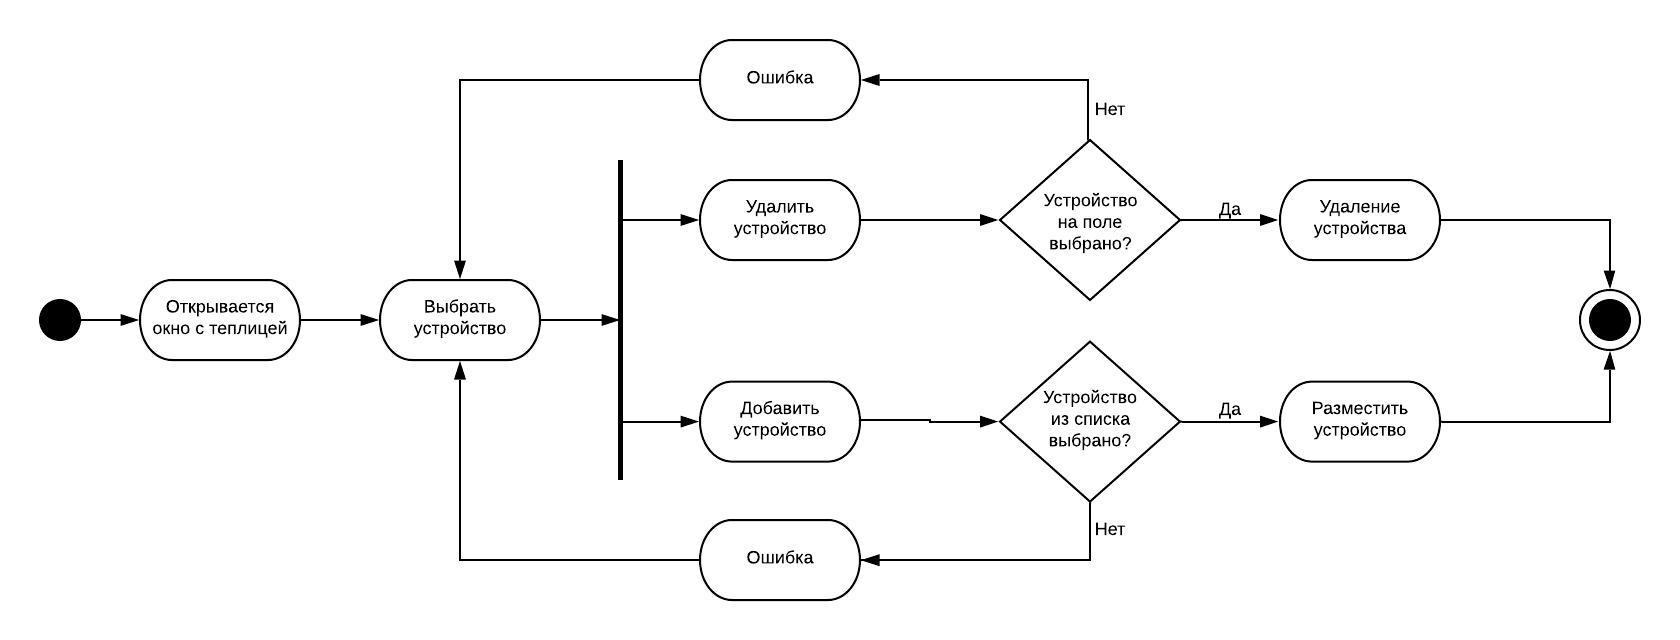 Ошибка
Нет
Удалить
устройство
Устройство
на поле
выбрано?
Да
Удаление
устройства
Открывается
окно с теплицей
Выбрать
устройство
Добавить
устройство
Устройство
из списка
выбрано?
Да
Разместить
устройство
Нет
Ошибка